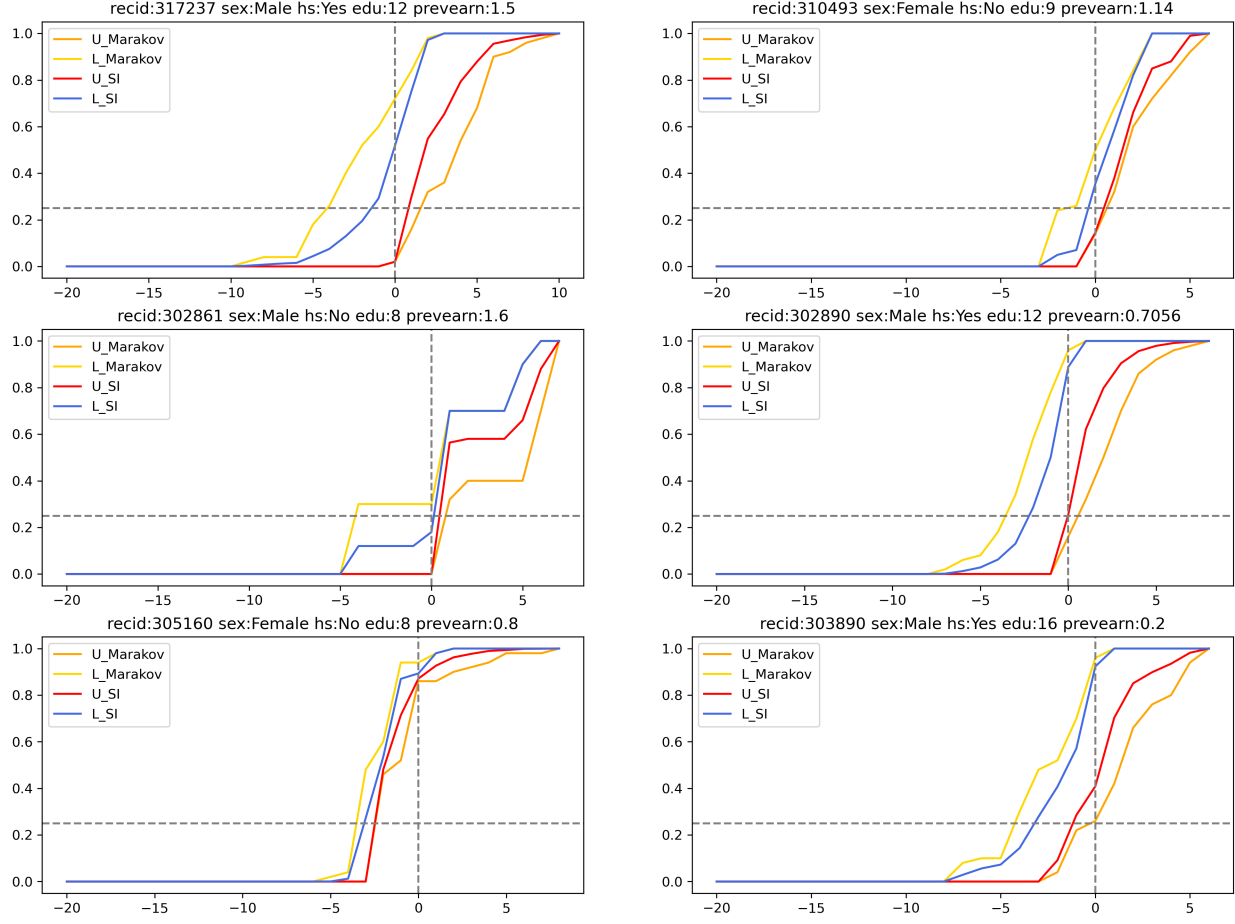 recid:317237 sex:Male hs:Yes edu:12 prevearn:1.5
1.0
0.8
0.6
0.4
0.2
0.0
U_Marakov
L_Marakov
U_SI
L_SI
−20 −15 −10 −5 0 5 10
recid:310493 sex:Female hs:No edu:9 prevearn:1.14
1.0
0.8
0.6
0.4
0.2
0.0
U_Marakov
L_Marakov
U_SI
L_SI
−20 −15 −10 −5 0 5
recid:302861 sex:Male hs:No edu:8 prevearn:1.6
1.0
0.8
0.6
0.4
0.2
0.0
U_Marakov
L_Marakov
U_SI
L_SI
−20 −15 −10 −5 0 5
recid:302890 sex:Male hs:Yes edu:12 prevearn:0.7056
1.0
0.8
0.6
0.4
0.2
0.0
U_Marakov
L_Marakov
U_SI
L_SI
−20 −15 −10 −5 0 5
recid:305160 sex:Female hs:No edu:8 prevearn:0.8
1.0
0.8
0.6
0.4
0.2
0.0
U_Marakov
L_Marakov
U_SI
L_SI
−20 −15 −10 −5 0 5
recid:303890 sex:Male hs:Yes edu:16 prevearn:0.2
1.0
0.8
0.6
0.4
0.2
0.0
U_Marakov
L_Marakov
U_SI
L_SI
−20 −15 −10 −5 0 5